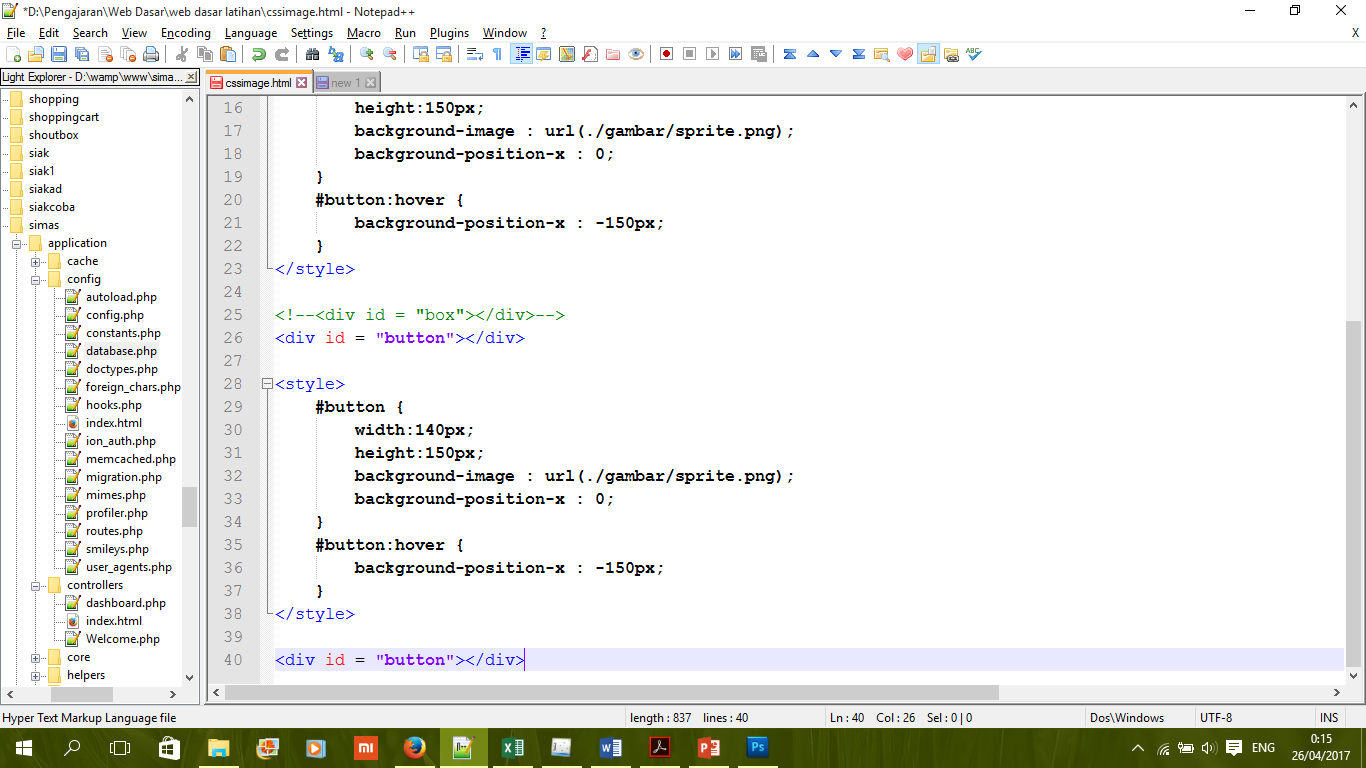 *D:\Pengajaran\Web Dasar\web dasar latihan\cssimage.html - Notepad++
File Edit Search View Encoding Language Settings Macro Run Plugins Window ? X
Light Explorer - D:\wamp\www\sima...
shopping
shoppingcart
shoutbox
siak
siak1
siakad
siakcoba
simas
application
cache
config
autoload.php
config.php
constants.php
database.php
doctypes.php
foreign_chars.php
hooks.php
index.html
ion_auth.php
memcached.php
migration.php
mimes.php
profiler.php
routes.php
smileys.php
user_agents.php
controllers
dashboard.php
index.html
Welcome.php
core
helpers
cssimage.html new 1
16 height:150px;
17 background-image : url(./gambar/sprite.png);
18 background-position-x : 0;
19 }
20 #button:hover {
21 background-position-x : -150px;
22 }
23 </style>
24
25 <!--<div id = "box"></div>-->
26 <div id = "button"></div>
27
28 <style>
29 #button {
30 width:140px;
31 height:150px;
32 background-image : url(./gambar/sprite.png);
33 background-position-x : 0;
34 }
35 #button:hover {
36 background-position-x : -150px;
37 }
38 </style>
39
40 <div id = "button"></div>
Hyper Text Markup Language file length : 837 lines : 40 Ln : 40 Col : 26 Sel : 0 | 0 Dos\Windows UTF-8 INS
ENG
0:15
26/04/2017